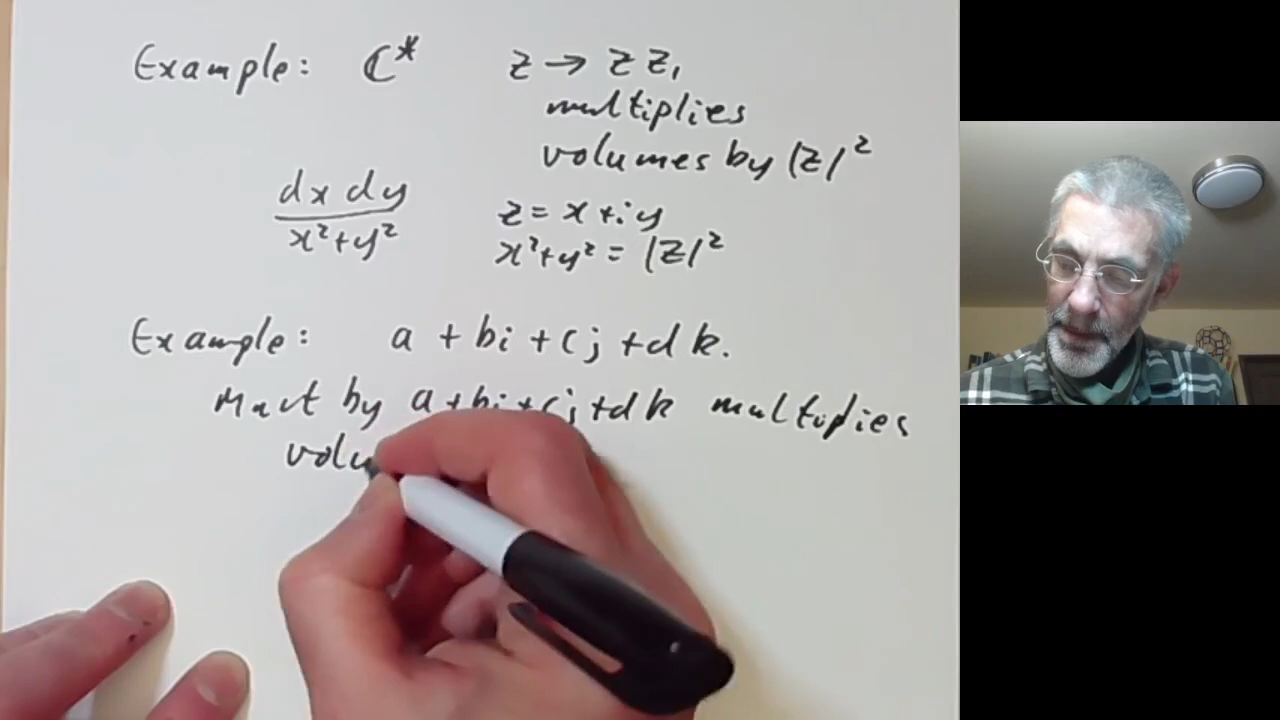 Example: ℂ* z → z z₁
multiplies
volumes by |z|²
dx dy
x²+y²
z = x+iy
x²+y² = |z|²
Example: a + bi + cj + dk.
Mult by a+bi+cj+dk multiplies
volu